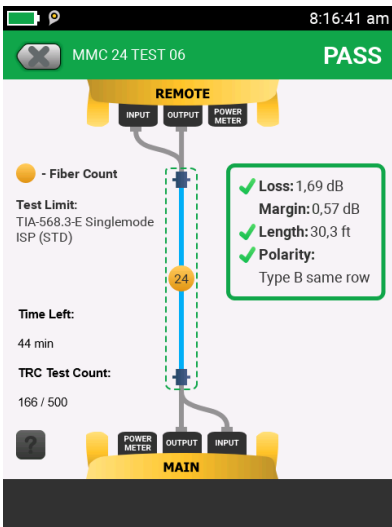 8:16:41 am
MMC 24 TEST 06
PASS
REMOTE
INPUT
OUTPUT
POWER
METER
- Fiber Count
Test Limit:
TIA-568.3-E Singlemode
ISP (STD)
Loss: 1,69 dB
Margin: 0,57 dB
Length: 30,3 ft
Polarity:
Type B same row
24
Time Left:
44 min
TRC Test Count:
166 / 500
?
POWER
METER
OUTPUT
INPUT
MAIN